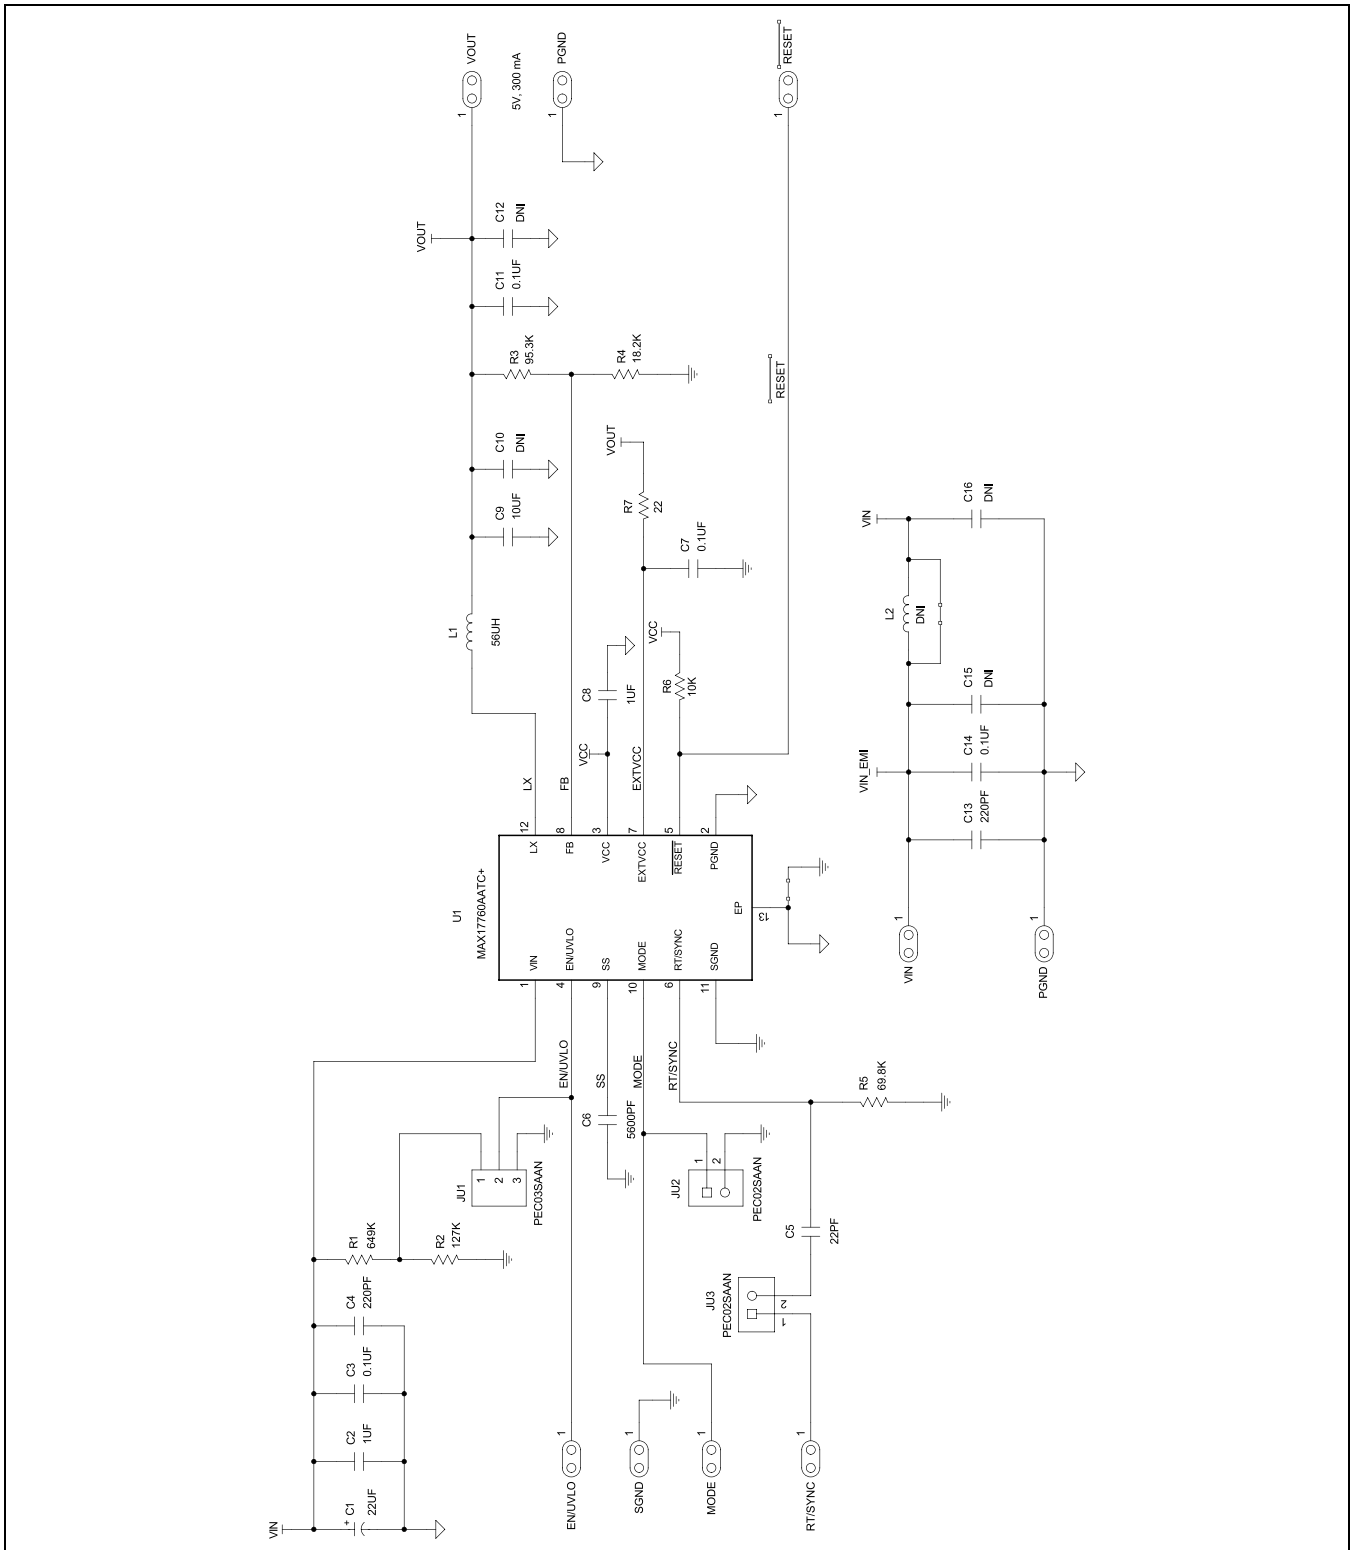 VIN
+
C1
22UF
C2
1UF
C3
0.1UF
C4
220PF
R1
649K
R2
127K
JU1
1
2
3
PEC03SAAN
EN/UVLO
1
SGND
1
MODE
1
RT/SYNC
1
JU3
PEC02SAAN
1
2
C5
22PF
R5
69.8K
JU2
1
2
PEC02SAAN
C6
5600PF
EN/UVLO
SS
MODE
RT/SYNC
U1
MAX17760AATC+
1
VIN
4
EN/UVLO
9
SS
10
MODE
6
RT/SYNC
11
SGND
12
LX
8
FB
3
VCC
7
EXTVCC
5
RESET
2
PGND
EP
13
LX
FB
VCC
EXTVCC
C8
1UF
VCC
R6
10K
C7
0.1UF
R7
22
VOUT
L1
56UH
C9
10UF
C10
DNI
R3
95.3K
R4
18.2K
C11
0.1UF
C12
DNI
VOUT
RESET
1
VOUT
5V, 300 mA
1
PGND
1
RESET
VIN
1
PGND
1
C13
220PF
VIN_EMI
C14
0.1UF
C15
DNI
L2
DNI
VIN
C16
DNI